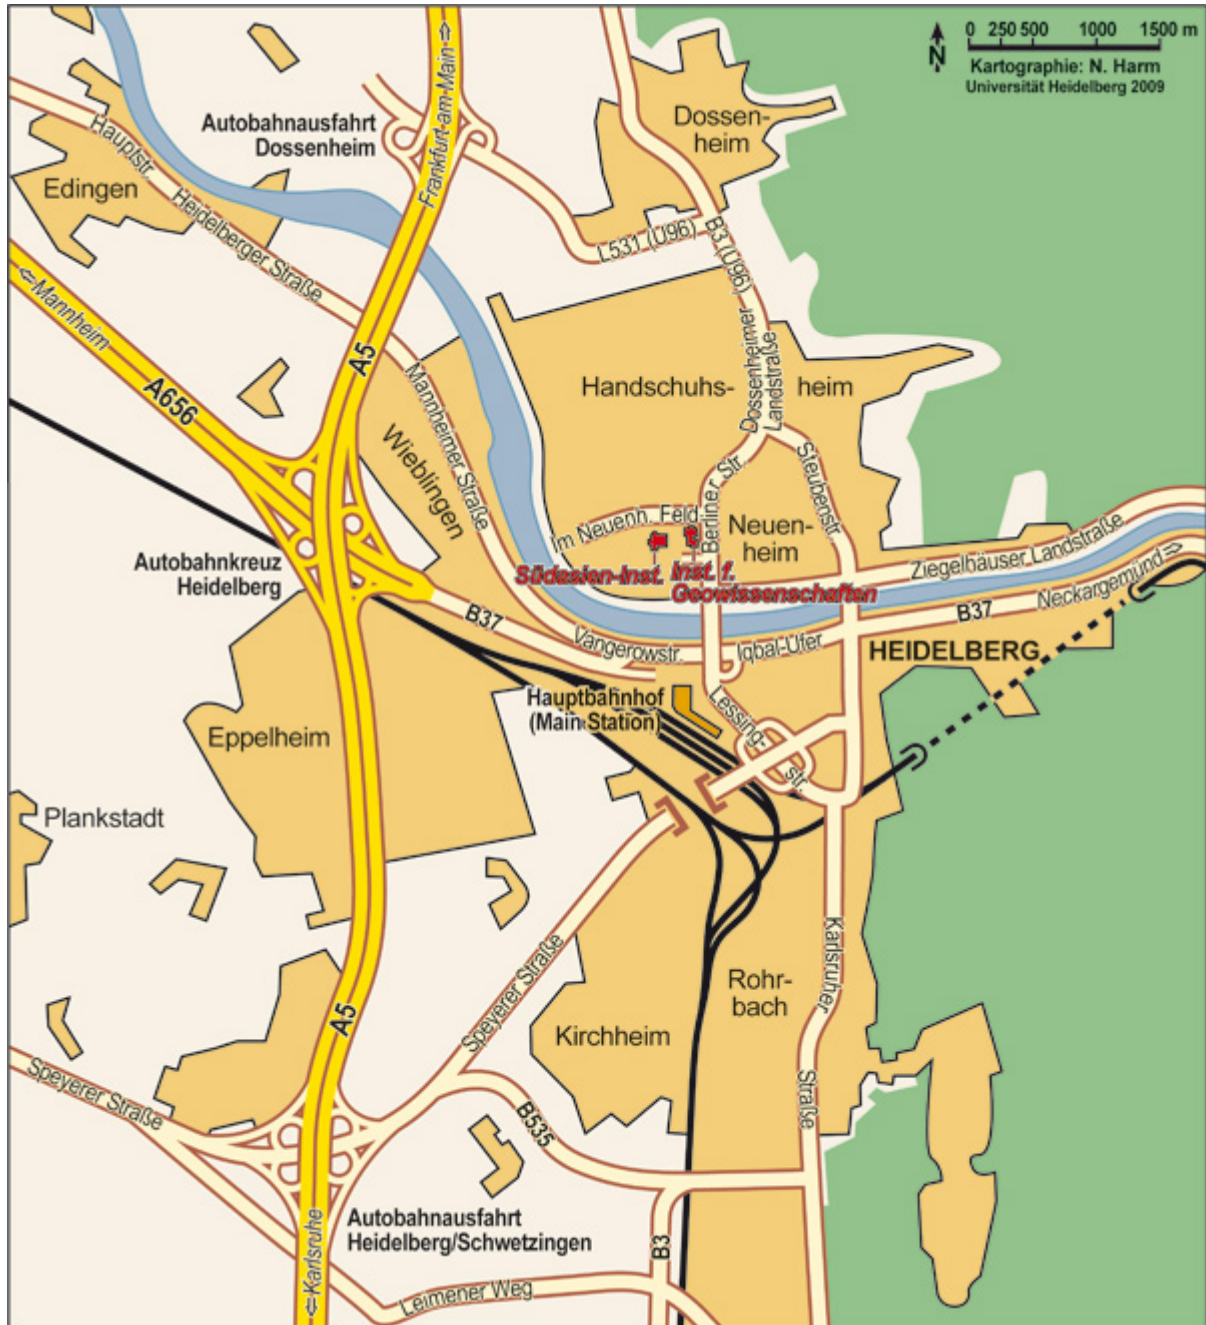 0 250 500 1000 1500 m
N
Kartographie: N. Harm
Universität Heidelberg 2009
⇐Frankfurt-am-Main⇒
Autobahnausfahrt
Dossenheim
Dossen-
heim
Hauptstr.
Edingen
Heidelberger Straße
L531 (U96)
B3 (U96)
⇐Mannheim
A656
A5
Mannheimer Straße
Handschuhs-
heim
Dossenheimer
Landstraße
Wieblingen
Steubenstr.
Berliner Str.
Im Neuenh. Feld
Neuen-
heim
Ziegelhäuser Landstraße
Autobahnkreuz
Heidelberg
Südasien-Inst.
Inst. f.
Geowissenschaften
Neckargemünd⇒
B37
B37
Vangerowstr.
Iqbal-Ufer
HEIDELBERG
Hauptbahnhof
(Main Station)
Lessing-
str.
Eppelheim
Plankstadt
Karlsruher
Straße
Speyerer Straße
Rohr-
bach
Kirchheim
A5
Speyerer Straße
B535
Autobahnausfahrt
Heidelberg/Schwetzingen
⇐Karlsruhe
B3
Leimener Weg